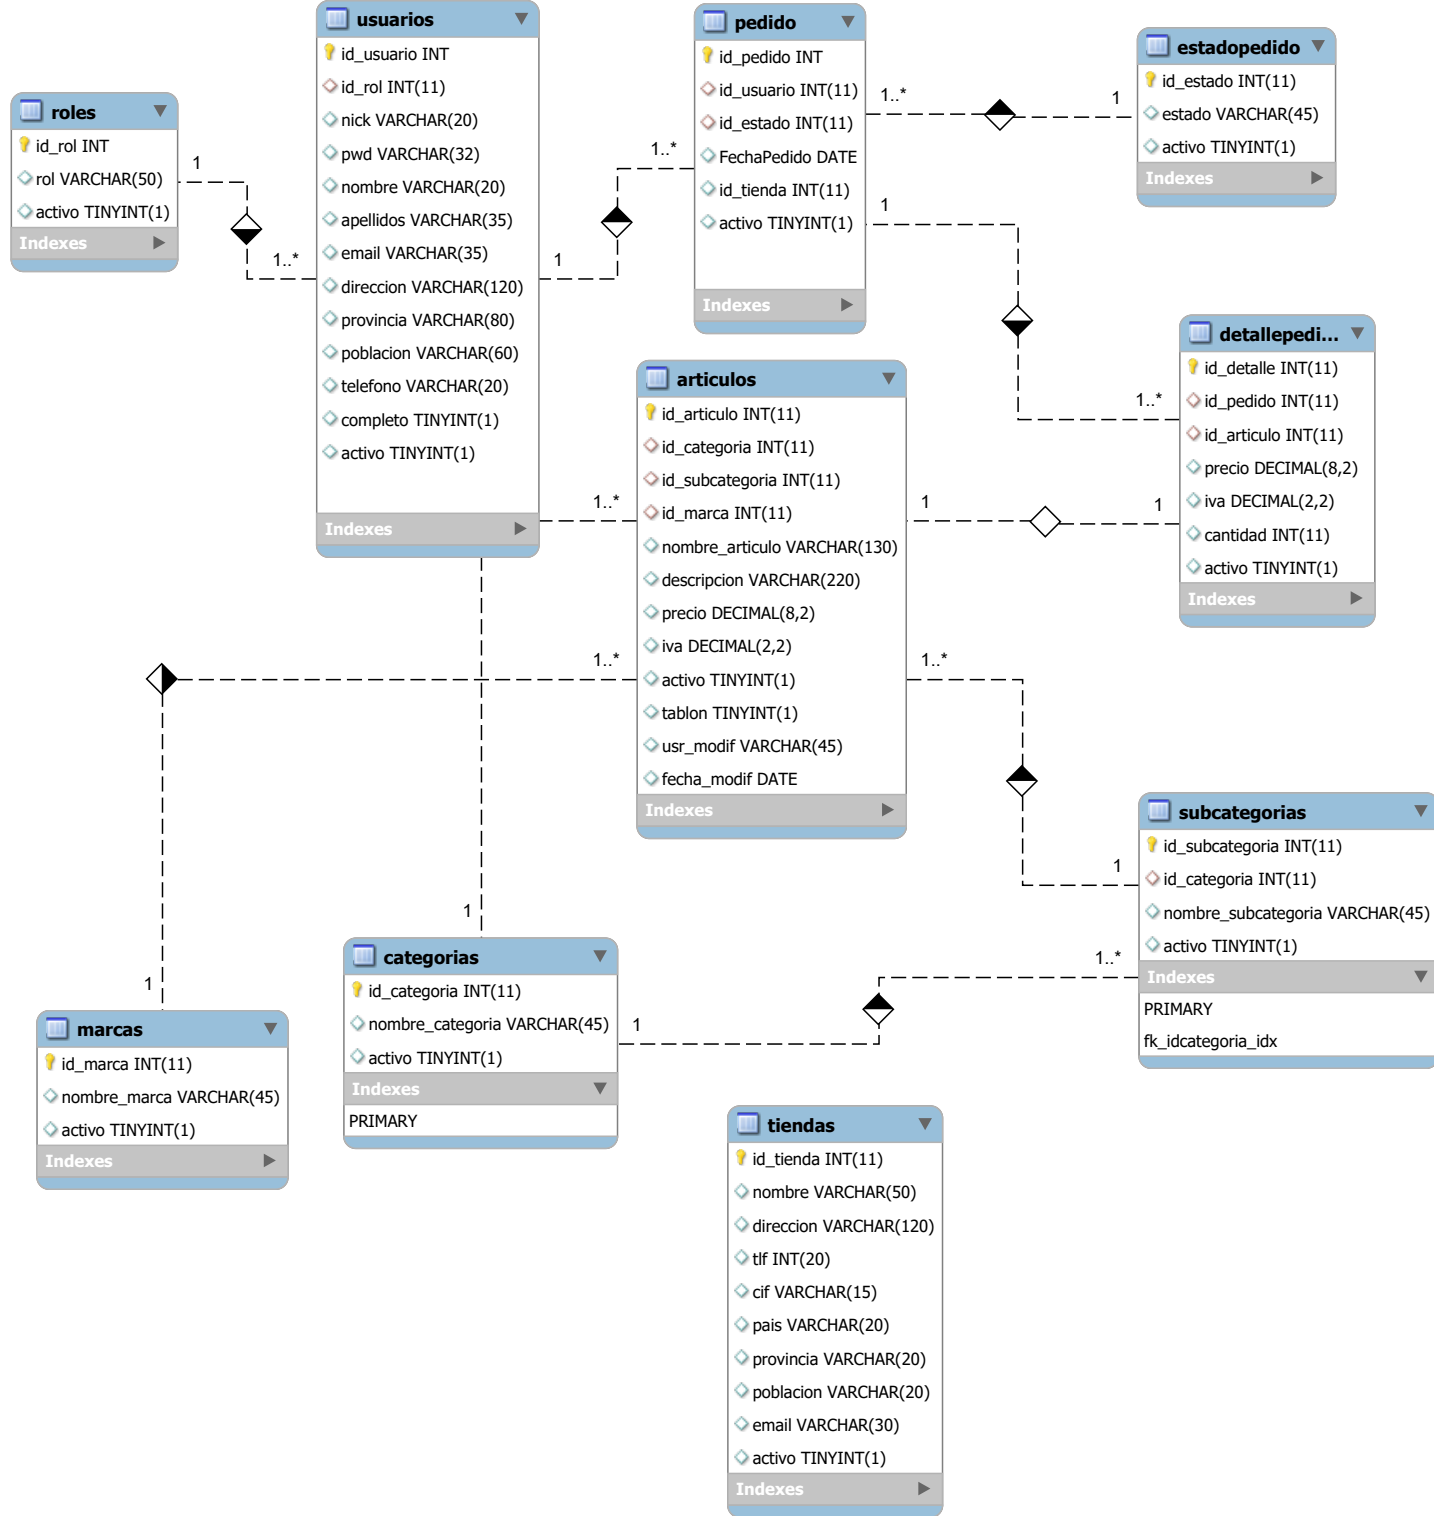 usuarios
id_usuario INT
id_rol INT(11)
nick VARCHAR(20)
pwd VARCHAR(32)
nombre VARCHAR(20)
apellidos VARCHAR(35)
email VARCHAR(35)
direccion VARCHAR(120)
provincia VARCHAR(80)
poblacion VARCHAR(60)
telefono VARCHAR(20)
completo TINYINT(1)
activo TINYINT(1)
Indexes
pedido
id_pedido INT
id_usuario INT(11)
id_estado INT(11)
FechaPedido DATE
id_tienda INT(11)
activo TINYINT(1)
Indexes
estadopedido
id_estado INT(11)
estado VARCHAR(45)
activo TINYINT(1)
Indexes
roles
id_rol INT
rol VARCHAR(50)
activo TINYINT(1)
Indexes
1
1..*
1
1..*
1..*
1
1
1..*
detallepedi...
id_detalle INT(11)
id_pedido INT(11)
id_articulo INT(11)
precio DECIMAL(8,2)
iva DECIMAL(2,2)
cantidad INT(11)
activo TINYINT(1)
Indexes
articulos
id_articulo INT(11)
id_categoria INT(11)
id_subcategoria INT(11)
id_marca INT(11)
nombre_articulo VARCHAR(130)
descripcion VARCHAR(220)
precio DECIMAL(8,2)
iva DECIMAL(2,2)
activo TINYINT(1)
tablon TINYINT(1)
usr_modif VARCHAR(45)
fecha_modif DATE
Indexes
1..*
1
1
1..*
1..*
1
1
1
1..*
1
subcategorias
id_subcategoria INT(11)
id_categoria INT(11)
nombre_subcategoria VARCHAR(45)
activo TINYINT(1)
Indexes
PRIMARY
fk_idcategoria_idx
categorias
id_categoria INT(11)
nombre_categoria VARCHAR(45)
activo TINYINT(1)
Indexes
PRIMARY
marcas
id_marca INT(11)
nombre_marca VARCHAR(45)
activo TINYINT(1)
Indexes
tiendas
id_tienda INT(11)
nombre VARCHAR(50)
direccion VARCHAR(120)
tlf INT(20)
cif VARCHAR(15)
pais VARCHAR(20)
provincia VARCHAR(20)
poblacion VARCHAR(20)
email VARCHAR(30)
activo TINYINT(1)
Indexes